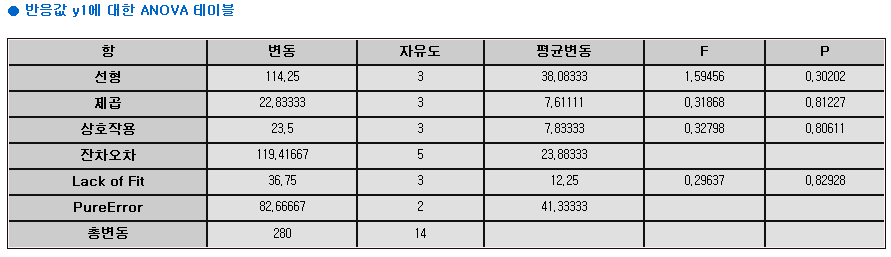 ● 반응값 y1에 대한 ANOVA 테이블
항 변동 자유도 평균변동 F P
선형 114,25 3 38,08333 1,59456 0,30202
제곱 22,83333 3 7,61111 0,31868 0,81227
상호작용 23,5 3 7,83333 0,32798 0,80611
잔차오차 119,41667 5 23,88333
Lack of Fit 36,75 3 12,25 0,29637 0,82928
PureError 82,66667 2 41,33333
총변동 280 14